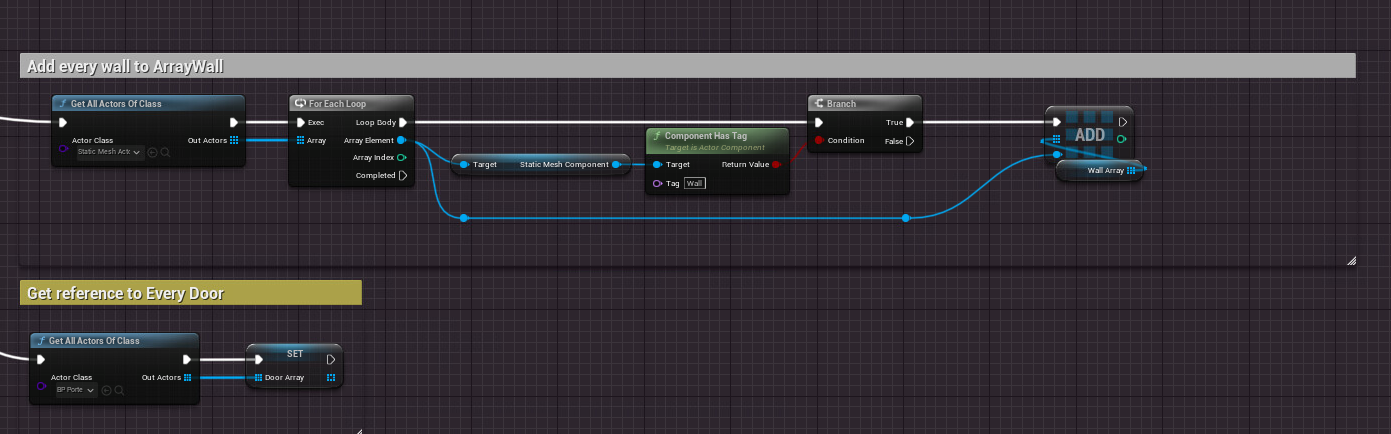 Add every wall to ArrayWall
Get All Actors Of Class
Actor Class
Static Mesh Acto
Out Actors
For Each Loop
Exec
Loop Body
Array
Array Element
Array Index
Completed
Target
Static Mesh Component
Component Has Tag
Target is Actor Component
Target
Return Value
Tag
Wall
Branch
True
Condition
False
ADD
Wall Array
Get reference to Every Door
Get All Actors Of Class
Actor Class
BP Porte
Out Actors
SET
Door Array